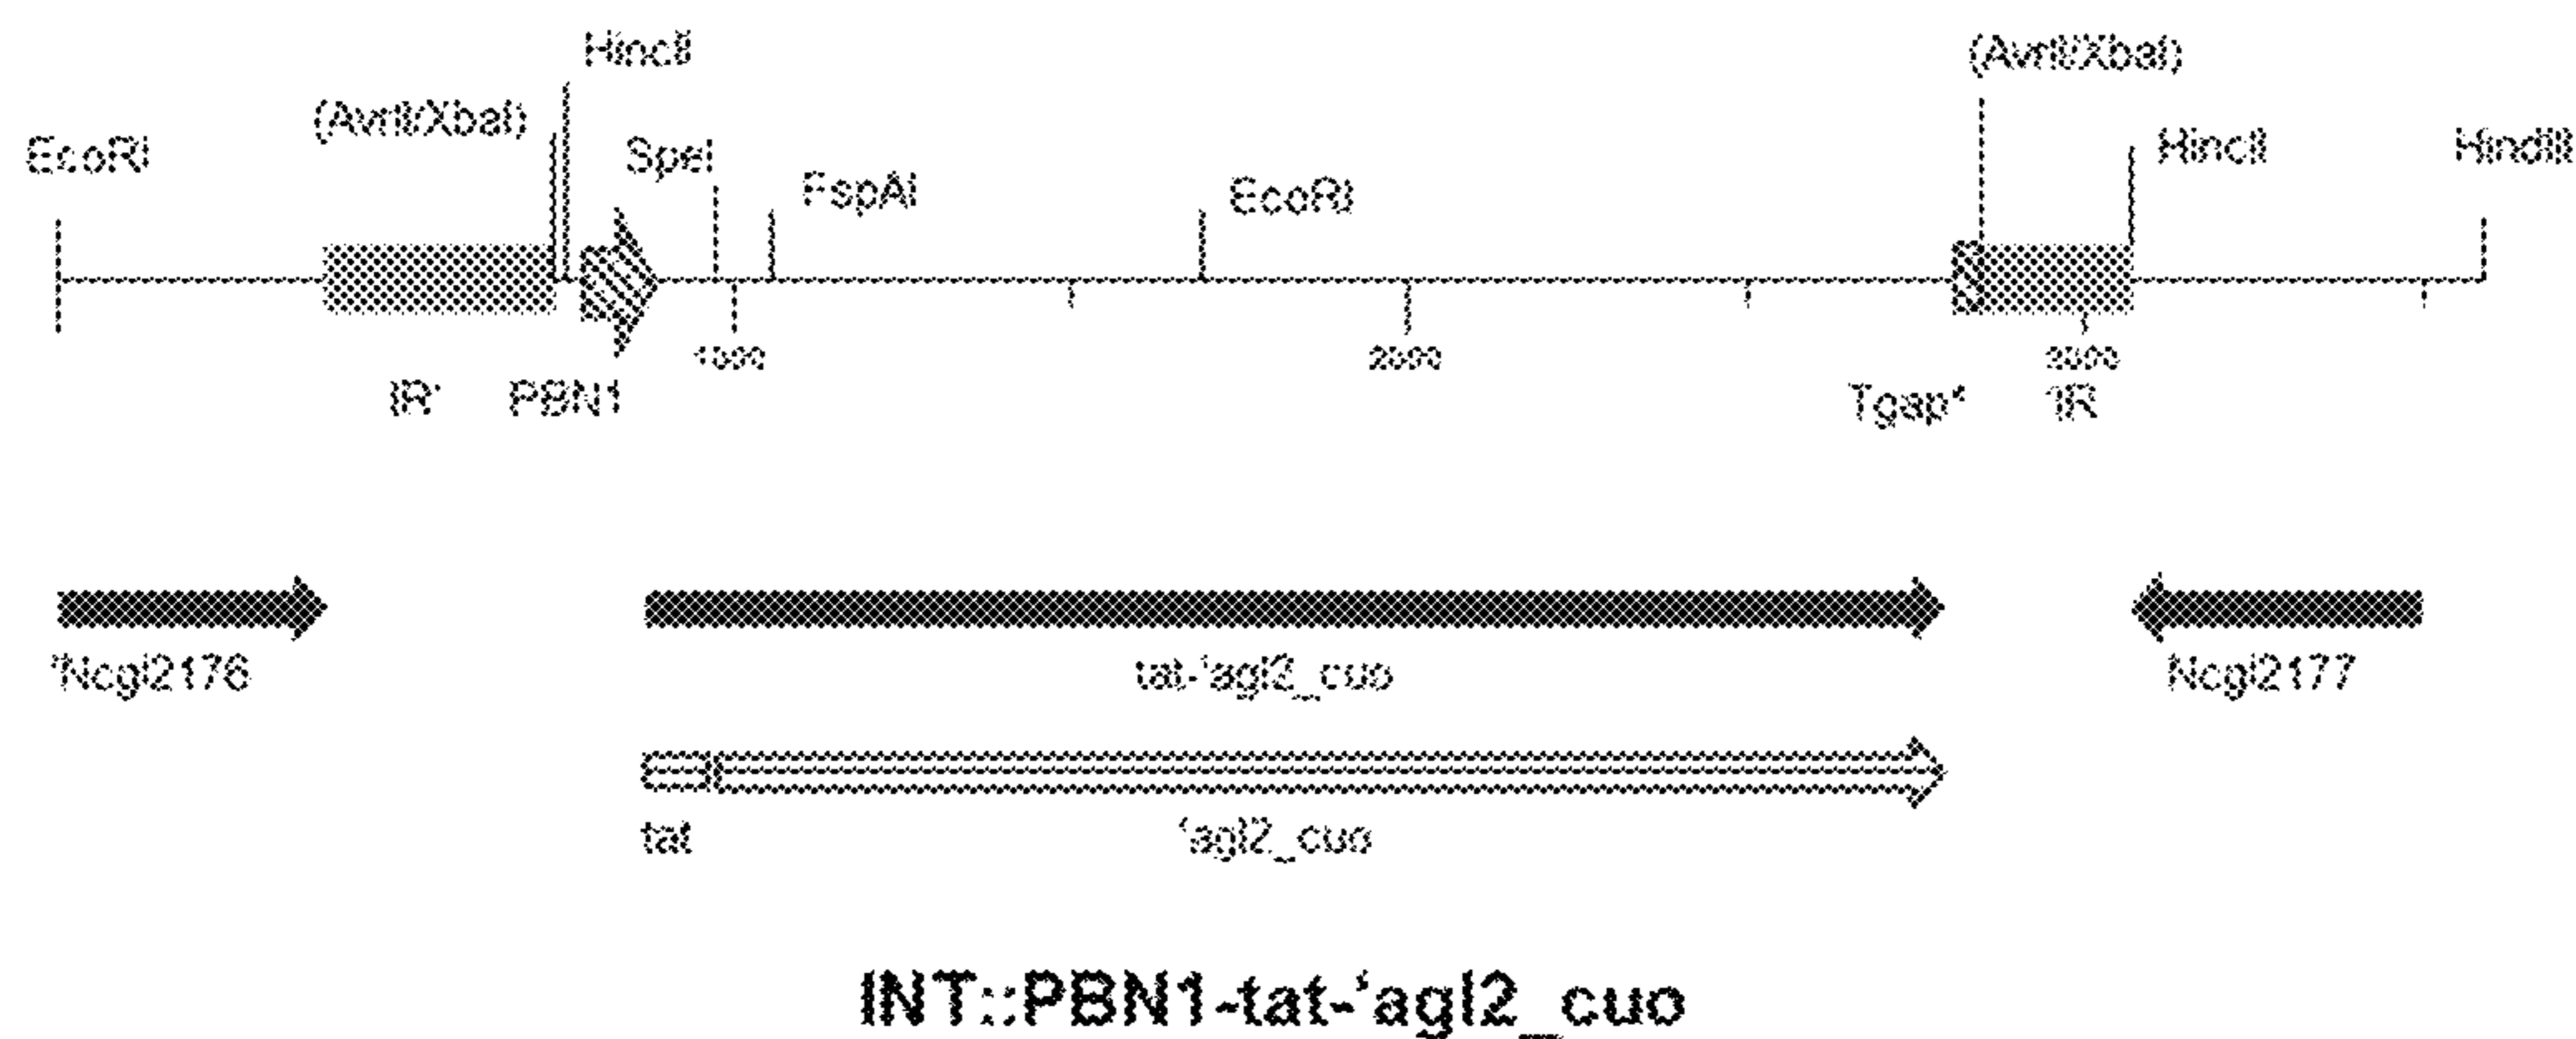 HincII
(AvrII/XbaI)
(AvrII/XbaI)
EcoRI
SpeI
FspAI
EcoRI
HincII
HindIII
1000
2000
3000
IR'
PBN1
Tgap*
'IR
'Ncgl2176
tat-'agl2_cuo
Ncgl2177
tat
'agl2_cuo
INT::PBN1-tat-'agl2_cuo